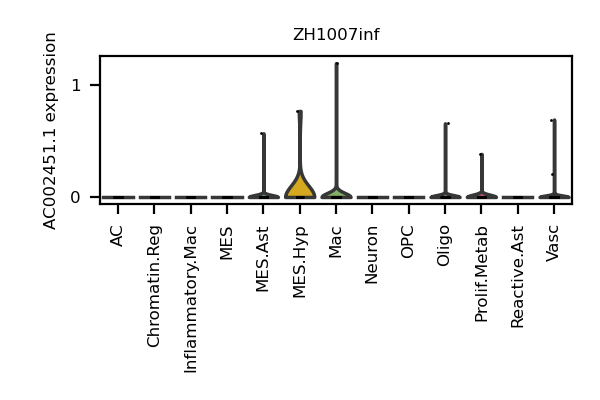 ZH1007inf
AC002451.1 expression
1
0
AC
Chromatin.Reg
Inflammatory.Mac
MES
MES.Ast
MES.Hyp
Mac
Neuron
OPC
Oligo
Prolif.Metab
Reactive.Ast
Vasc